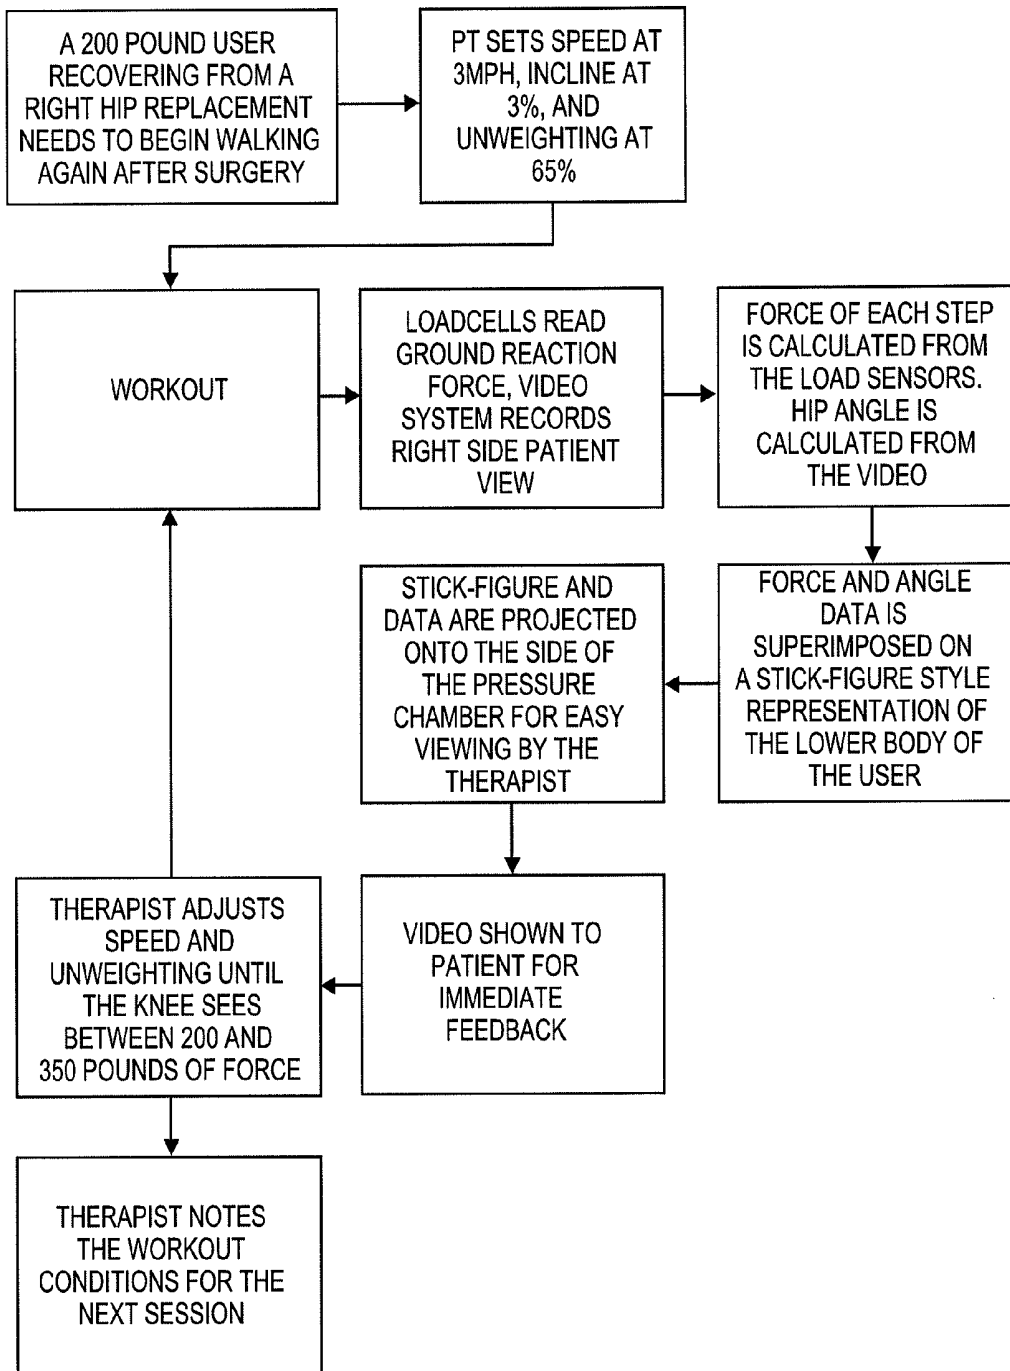 A 200 POUND USER
RECOVERING FROM A
RIGHT HIP REPLACEMENT
NEEDS TO BEGIN WALKING
AGAIN AFTER SURGERY
PT SETS SPEED AT
3MPH, INCLINE AT
3%, AND
UNWEIGHTING AT
65%
WORKOUT
LOADCELLS READ
GROUND REACTION
FORCE, VIDEO
SYSTEM RECORDS
RIGHT SIDE PATIENT
VIEW
FORCE OF EACH STEP
IS CALCULATED FROM
THE LOAD SENSORS.
HIP ANGLE IS
CALCULATED FROM
THE VIDEO
FORCE AND ANGLE
DATA IS
SUPERIMPOSED ON
A STICK-FIGURE STYLE
REPRESENTATION OF
THE LOWER BODY OF
THE USER
STICK-FIGURE AND
DATA ARE PROJECTED
ONTO THE SIDE OF
THE PRESSURE
CHAMBER FOR EASY
VIEWING BY THE
THERAPIST
VIDEO SHOWN TO
PATIENT FOR
IMMEDIATE
FEEDBACK
THERAPIST ADJUSTS
SPEED AND
UNWEIGHTING UNTIL
THE KNEE SEES
BETWEEN 200 AND
350 POUNDS OF FORCE
THERAPIST NOTES
THE WORKOUT
CONDITIONS FOR THE
NEXT SESSION